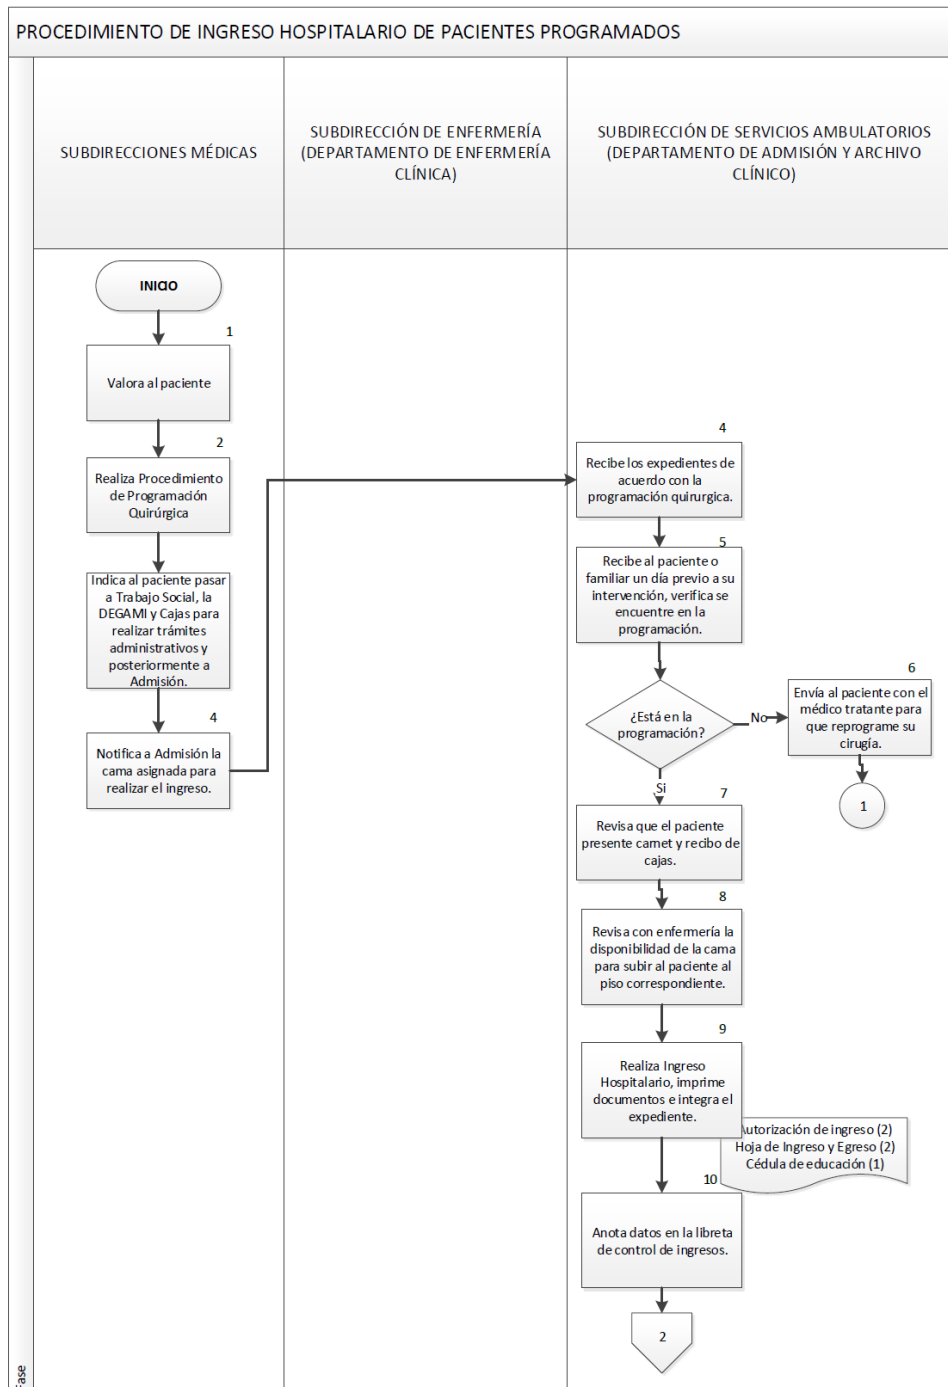 PROCEDIMIENTO DE INGRESO HOSPITALARIO DE PACIENTES PROGRAMADOS
SUBDIRECCIONES MÉDICAS
SUBDIRECCIÓN DE ENFERMERÍA
(DEPARTAMENTO DE ENFERMERÍA
CLÍNICA)
SUBDIRECCIÓN DE SERVICIOS AMBULATORIOS
(DEPARTAMENTO DE ADMISIÓN Y ARCHIVO
CLÍNICO)
INICIO
1
Valora al paciente
2
Realiza Procedimiento
de Programación
Quirúrgica
Indica al paciente pasar
a Trabajo Social, la
DEGAMI y Cajas para
realizar trámites
administrativos y
posteriormente a
Admisión.
4
Notifica a Admisión la
cama asignada para
realizar el ingreso.
4
Recibe los expedientes de
acuerdo con la
programación quirurgica.
5
Recibe al paciente o
familiar un día previo a su
intervención, verifica se
encuentre en la
programación.
¿Está en la
programación?
No
6
Envía al paciente con el
médico tratante para
que reprograme su
cirugía.
1
Si
7
Revisa que el paciente
presente carnet y recibo de
cajas.
8
Revisa con enfermería la
disponibilidad de la cama
para subir al paciente al
piso correspondiente.
9
Realiza Ingreso
Hospitalario, imprime
documentos e integra el
expediente.
utorización de ingreso (2)
Hoja de Ingreso y Egreso (2)
Cédula de educación (1)
10
Anota datos en la libreta
de control de ingresos.
2
ase